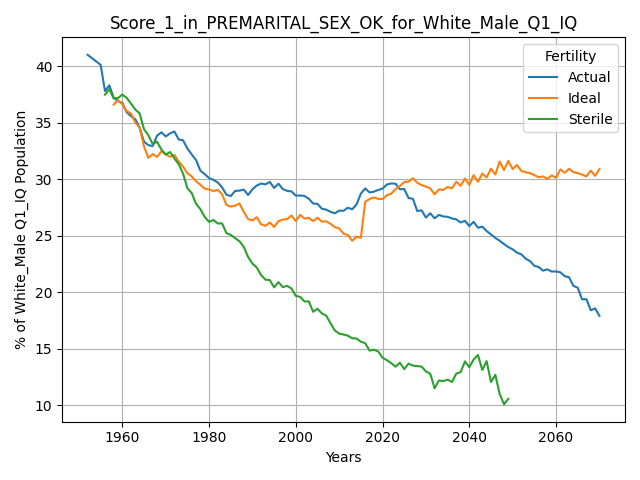 Score_1_in_PREMARITAL_SEX_OK_for_White_Male_Q1_IQ
Fertility
Actual
Ideal
Sterile
% of White_Male Q1_IQ Population
40
35
30
25
20
15
10
1960
1980
2000
2020
2040
2060
Years